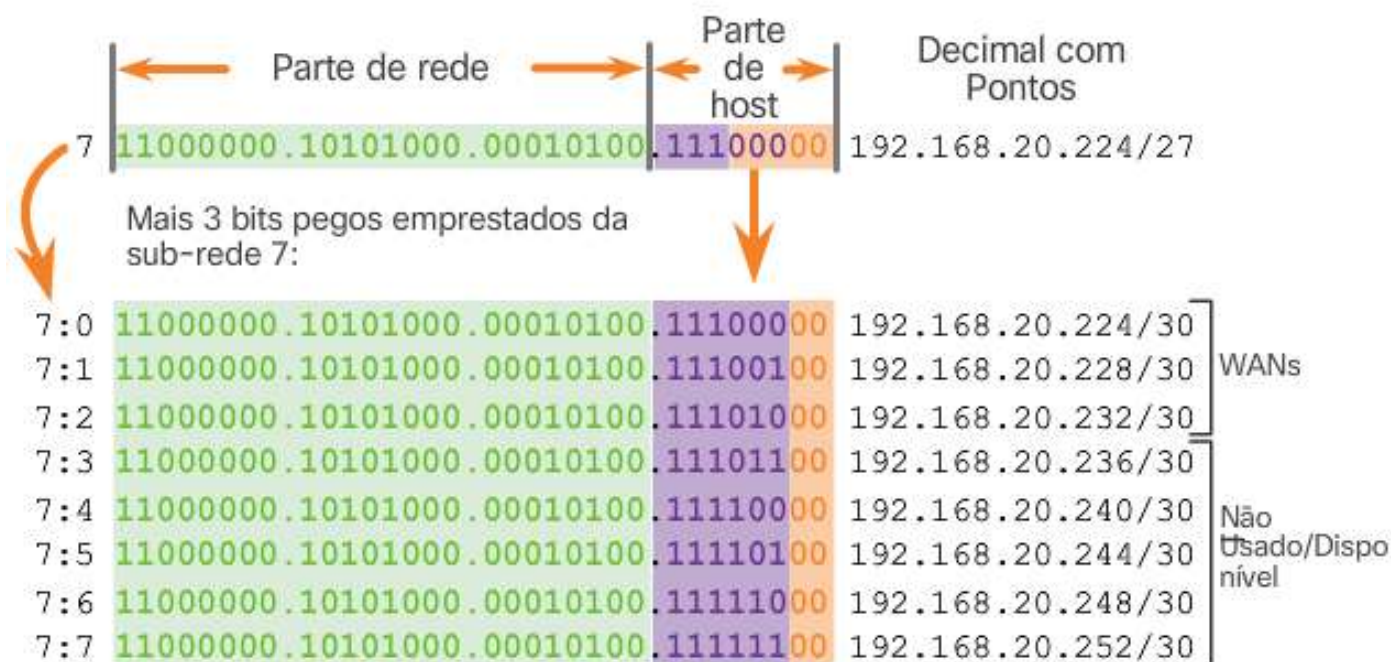 Parte de rede
Parte
de
host
Decimal com
Pontos
7 11000000.10101000.00010100.11100000 192.168.20.224/27
Mais 3 bits pegos emprestados da
sub-rede 7:
7:0 11000000.10101000.00010100.11100000 192.168.20.224/30
7:1 11000000.10101000.00010100.11100100 192.168.20.228/30
7:2 11000000.10101000.00010100.11101000 192.168.20.232/30
WANs
7:3 11000000.10101000.00010100.11101100 192.168.20.236/30
7:4 11000000.10101000.00010100.11110000 192.168.20.240/30
7:5 11000000.10101000.00010100.11110100 192.168.20.244/30
7:6 11000000.10101000.00010100.11111000 192.168.20.248/30
7:7 11000000.10101000.00010100.11111100 192.168.20.252/30
Não
Usado/Dispo
nível